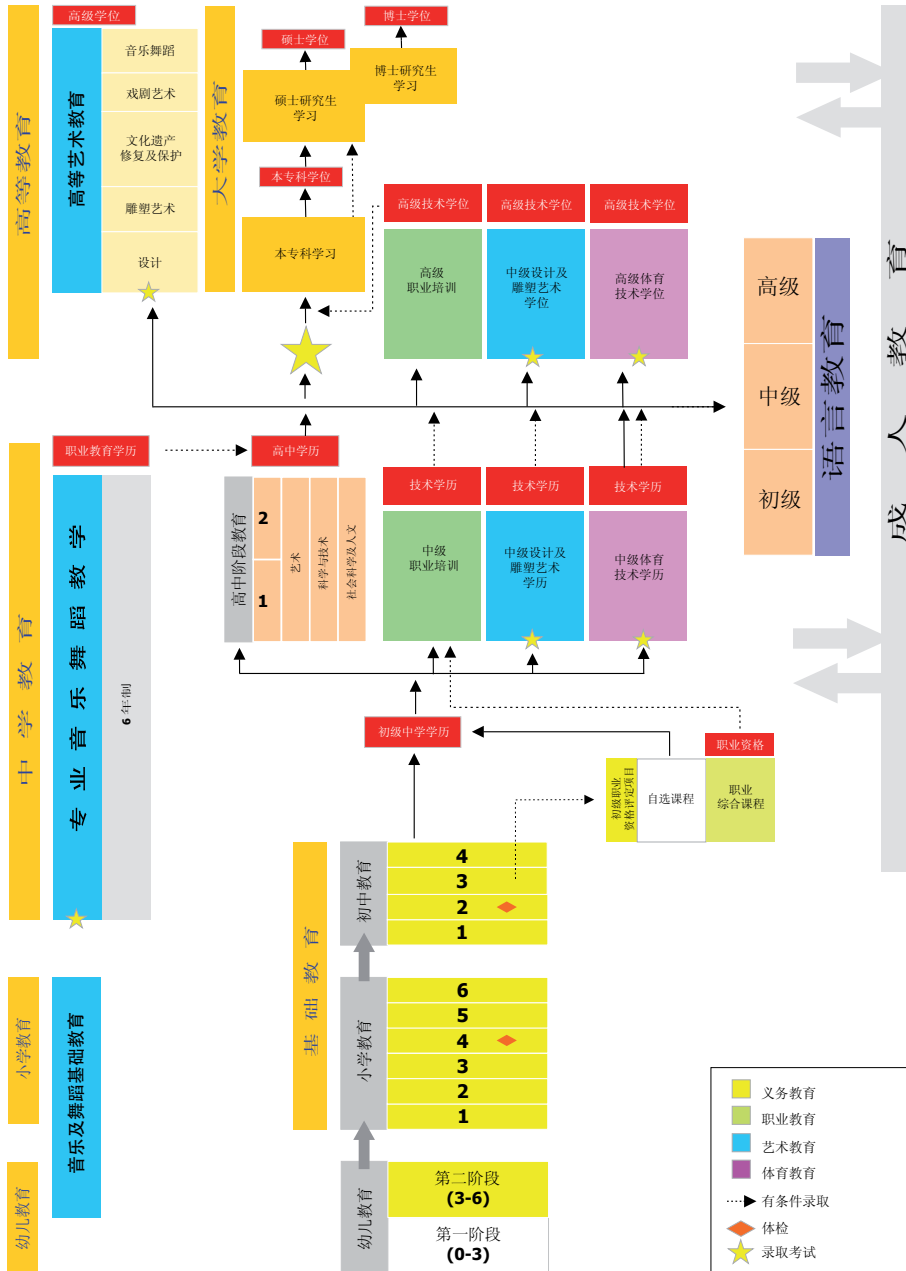 高等教育
高级学位
高等艺术教育
音乐舞蹈
戏剧艺术
文化遗产
修复及保护
雕塑艺术
设计
大学教育
博士学位
硕士学位
博士研究生
学习
硕士研究生
学习
本专科学位
本专科学习
高级技术学位
高级技术学位
高级技术学位
高级
职业培训
中级设计及
雕塑艺术
学位
高级体育
技术学位
高级
中级
初级
语言教育
成人教育
中学教育
职业教育学历
专业音乐舞蹈教学
6 年制
高中学历
高中阶段教育
2
1
艺术
科学与技术
社会科学及人文
技术学历
技术学历
技术学历
中级
职业培训
中级设计及
雕塑艺术
学历
中级体育
技术学历
初级中学学历
职业资格
初级职业
资格评定项目
自选课程
职业
综合课程
基础教育
初中教育
4
3
2
1
小学教育
音乐及舞蹈基础教育
小学教育
6
5
4
3
2
1
幼儿教育
幼儿教育
第二阶段
(3-6)
第一阶段
(0-3)
义务教育
职业教育
艺术教育
体育教育
有条件录取
体检
录取考试